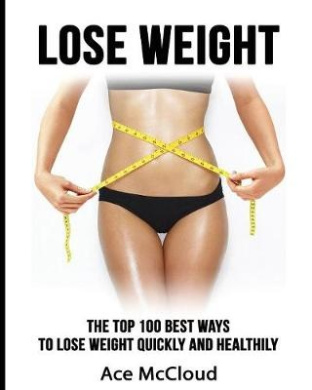 LOSE WEIGHT
THE TOP 100 BEST WAYS
TO LOSE WEIGHT QUICKLY AND HEALTHILY
Ace McCloud